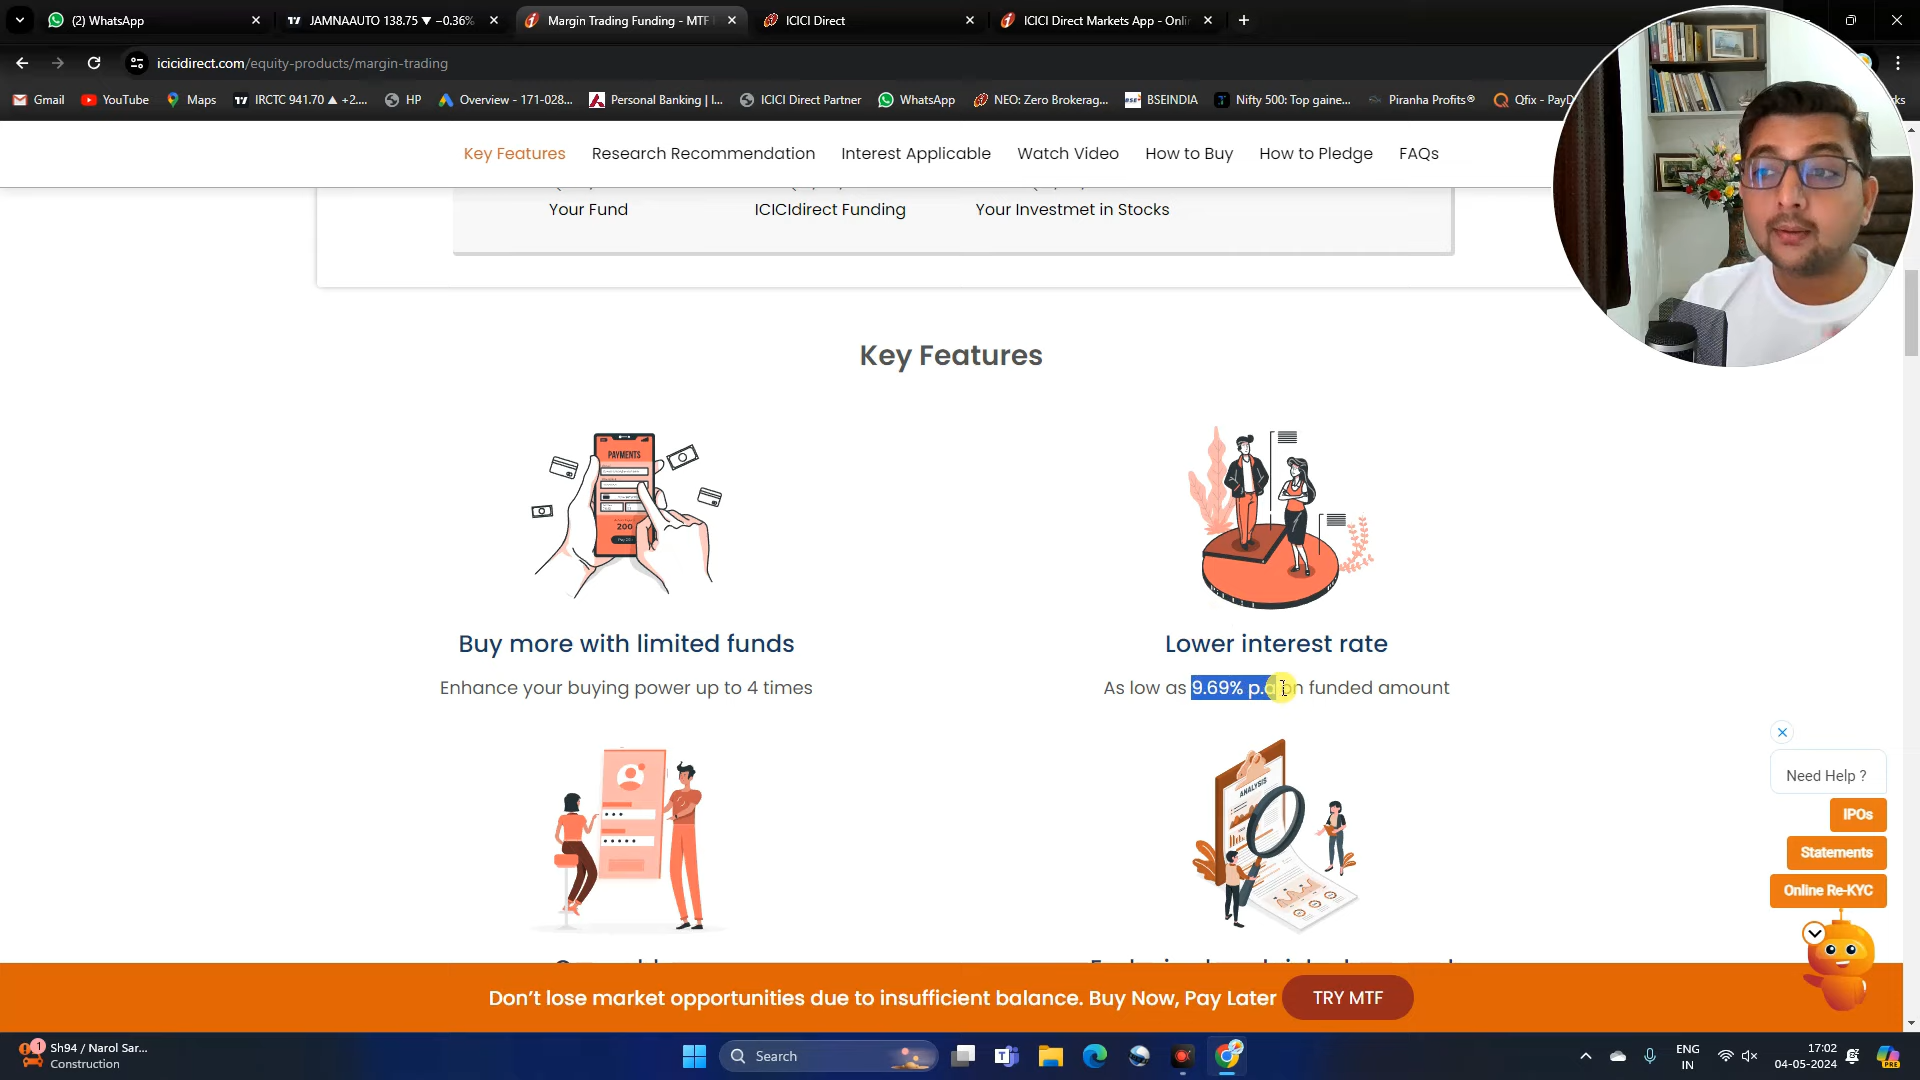 (2) WhatsApp
JAMNAAUTO 138.75 ▼ −0.36%
Margin Trading Funding - MTF
ICICI Direct
ICICI Direct Markets App - Onli
icicidirect.com/equity-products/margin-trading
Gmail
YouTube
Maps
IRCTC 941.70 ▲ +2....
HP
Overview - 171-028...
Personal Banking | I...
ICICI Direct Partner
WhatsApp
NEO: Zero Brokerag...
BSEINDIA
Nifty 500: Top gaine...
Piranha Profits®
Qfix - PayD
Key Features
Research Recommendation
Interest Applicable
Watch Video
How to Buy
How to Pledge
FAQs
Your Fund
ICICIdirect Funding
Your Investmet in Stocks
Key Features
PAYMENTS
200
Buy more with limited funds
Enhance your buying power up to 4 times
Lower interest rate
As low as 9.69% p.a on funded amount
ANALYSIS
Need Help ?
IPOs
Statements
Online Re-KYC
Don't lose market opportunities due to insufficient balance. Buy Now, Pay Later
TRY MTF
1
Sh94 / Narol Sar...
Construction
Search
ENG
IN
17:02
04-05-2024
PRE